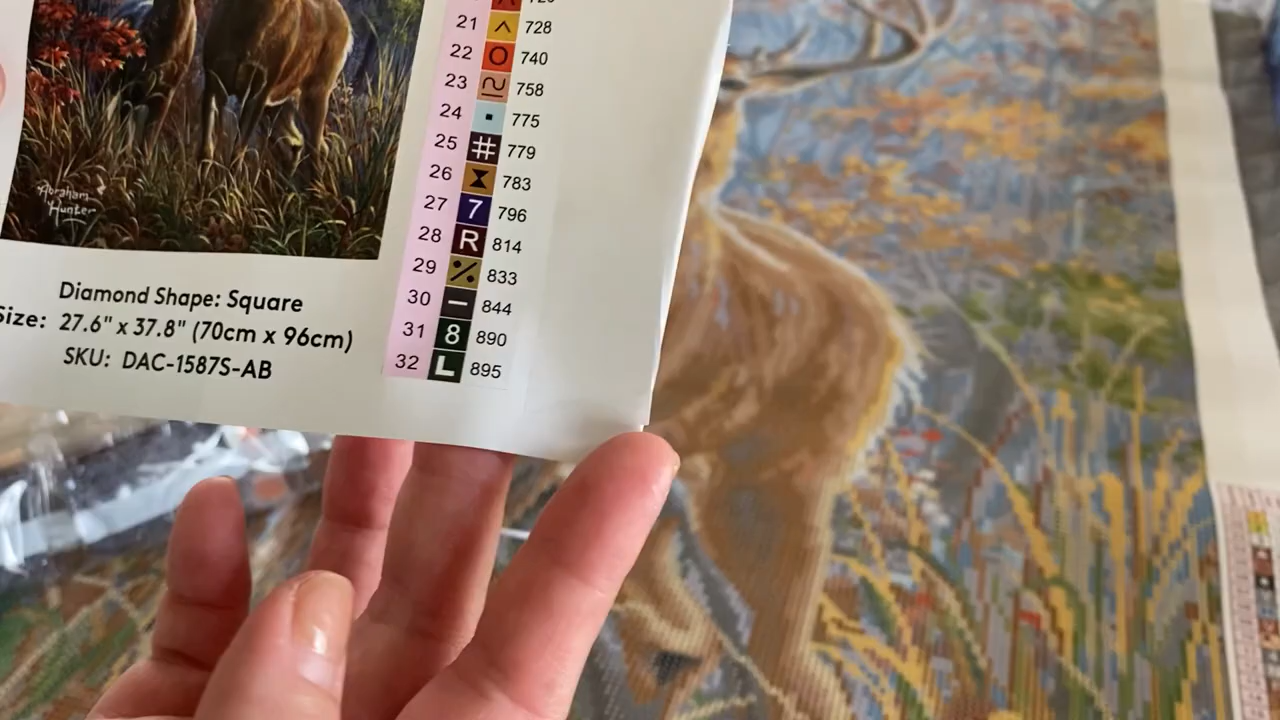 Abraham
Hunter
Diamond Shape: Square
Size: 27.6" x 37.8" (70cm x 96cm)
SKU: DAC-1587S-AB
21 ^ 728
22 O 740
23 758
24 775
25 # 779
26 783
27 7 796
28 R 814
29 % 833
30 – 844
31 8 890
32 L 895